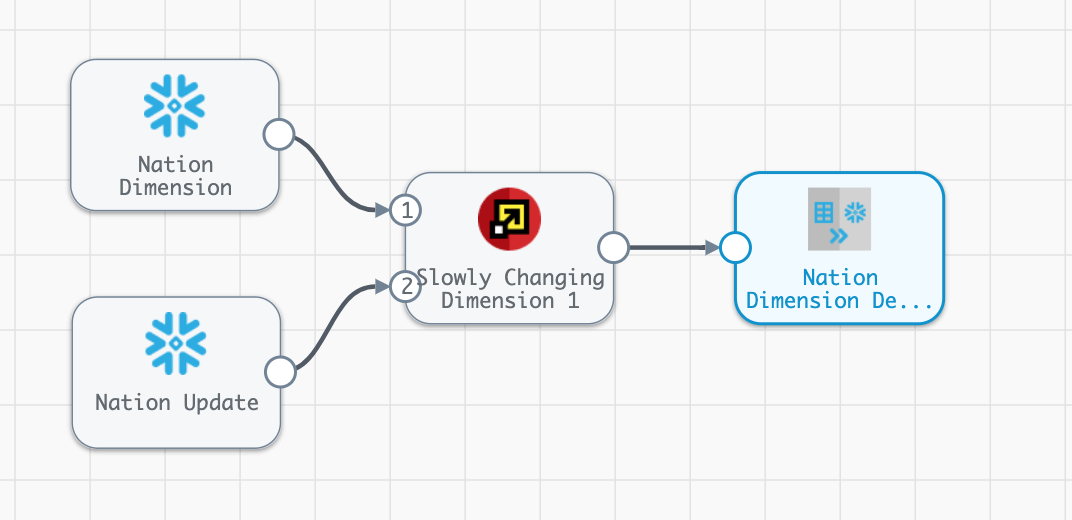 Nation
Dimension
1
2
Slowly Changing
Dimension 1
Nation
Dimension De...
Nation Update